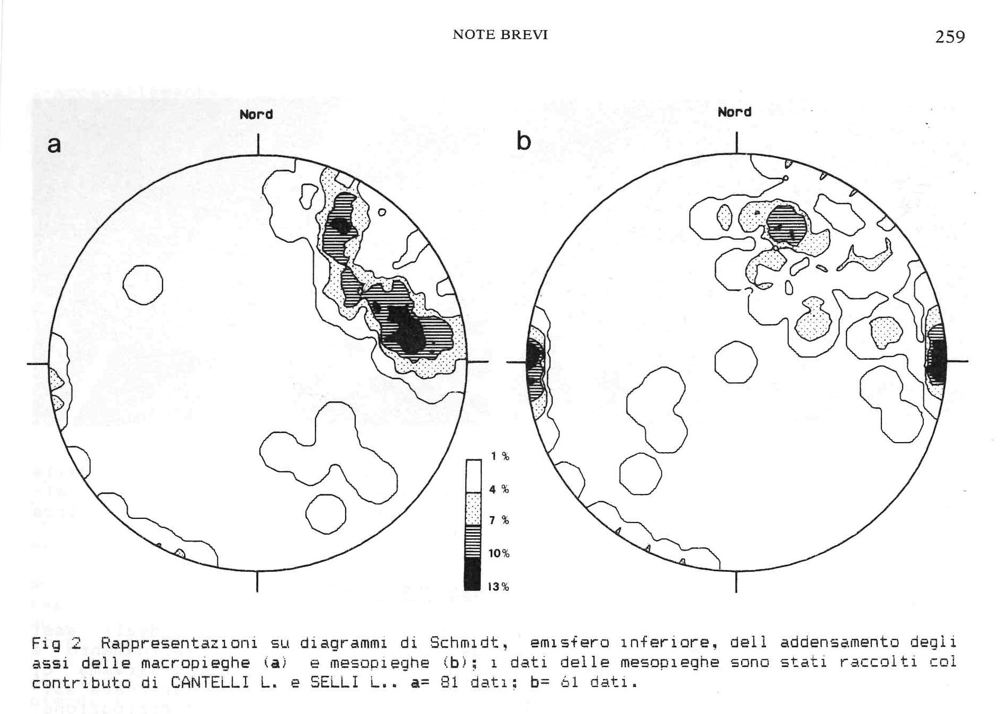 NOTE BREVI
259
Nord
a
Nord
b
1 %
4 %
7 %
10%
13%
Fig 2 Rappresentazioni su diagrammi di Schmidt, emisfero inferiore, dell addensamento degli
assi delle macropieghe (a) e mesopieghe (b); i dati delle mesopieghe sono stati raccolti col
contributo di CANTELLI L. e SELLI L.. a= 81 dati; b= 61 dati.